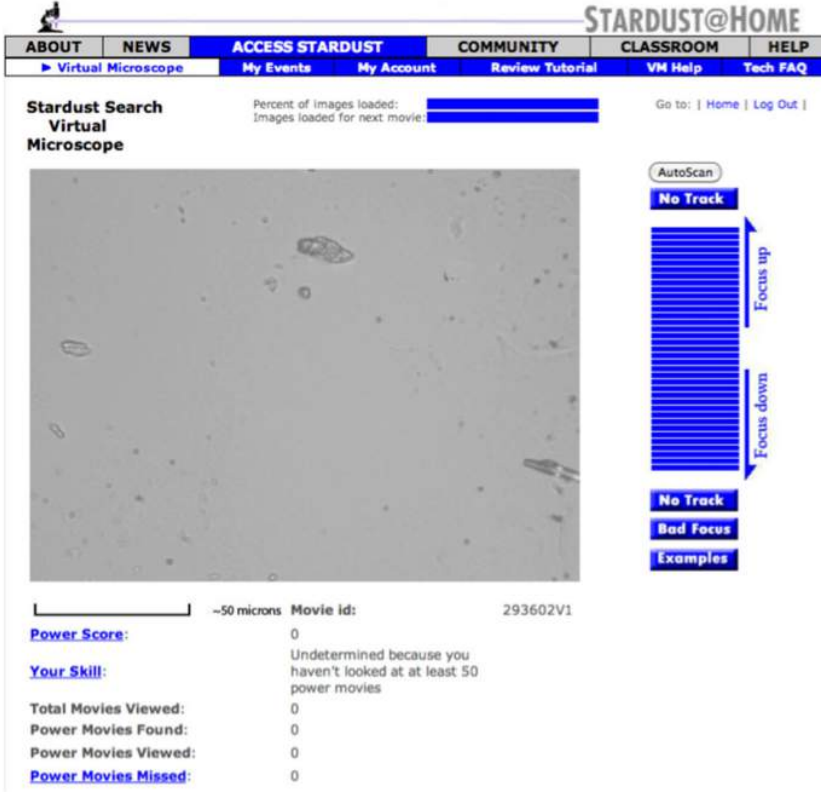 STARDUST@HOME
ABOUT NEWS ACCESS STARDUST COMMUNITY CLASSROOM HELP
► Virtual Microscope My Events My Account Review Tutorial VM Help Tech FAQ
Stardust Search
Virtual
Microscope
Percent of images loaded:
Images loaded for next movie:
Go to: | Home | Log Out |
AutoScan
No Track
Focus up
Focus down
No Track
Bad Focus
Examples
~50 microns Movie id: 293602V1
Power Score: 0
Your Skill: Undetermined because you
haven't looked at at least 50
power movies
Total Movies Viewed: 0
Power Movies Found: 0
Power Movies Viewed: 0
Power Movies Missed: 0